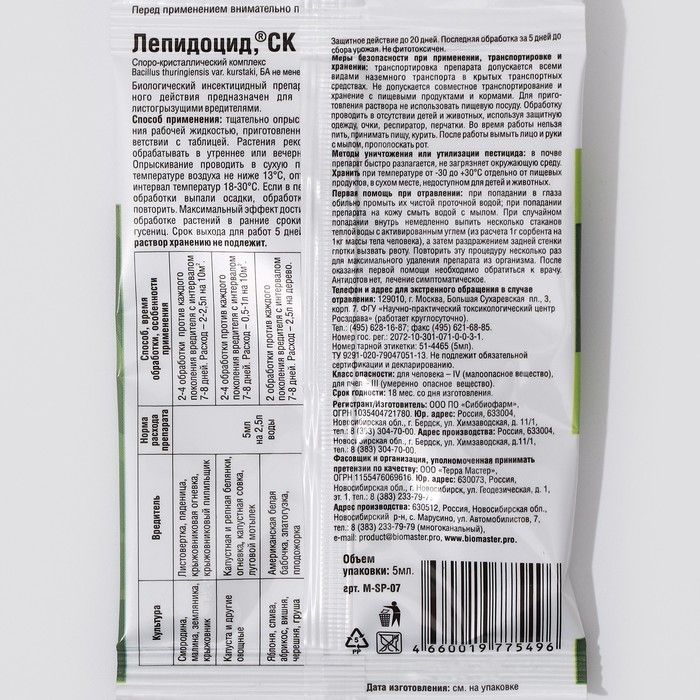 Перед применением внимательно п
Лепидоцид,® СК
Споро-кристаллический комплекс
Bacillus thuringiensis var. kurstaki, БА не мене
Биологический инсектицидный препар
ного действия предназначен для
листогрызущими вредителями.
Способ применения: тщательно опрыс
ния рабочей жидкостью, приготовленн
ветствии с таблицей. Растения реко
обрабатывать в утреннее или вечерн
Опрыскивание проводить в сухую п
температуре воздуха не ниже 13°С, опт
интервал температур 18-30°С. Если в пе
обработки выпали осадки, обработ
повторить. Максимальный эффект дост
обработке растений в ранние сроки
гусениц. Срок выхода для работ 5 дней
раствор хранению не подлежит.
Способ, время
обработки, особенности
применения
2-4 обработки против каждого
поколения вредителя с интервалом
7-8 дней. Расход – 2-2,5л на 10м².
2-4 обработки против каждого
поколения вредителя с интервалом
7-8 дней. Расход – 0,5-1л на 10м².
2 обработки против каждого
поколения вредителя с интервалом
7-8 дней. Расход – 2,5л на дерево.
Норма
расхода
препарата
5мл
на 2,5л
воды
Вредитель
Листовертка, пяденица,
крыжовниковая огневка,
крыжовниковый пилильщик
Капустная и репная белянки,
огневка, капустная совка,
луговой мотылек
Американская белая
бабочка, златогузка,
плодожорка
Культура
Смородина,
малина, земляника,
крыжовник
Капуста и другие
овощные
Яблоня, слива,
абрикос, вишня,
черешня, груша
Защитное действие до 20 дней. Последняя обработка за 5 дней до
сбора урожая. Не фитотоксичен.
Меры безопасности при применении, транспортировке и
хранении: транспортировка препарата допускается всеми
видами наземного транспорта в крытых транспортных
средствах. Не допускается совместное транспортирование и
хранение с пищевыми продуктами и кормами. Для приго-
товления раствора не использовать пищевую посуду. Обработку
проводить в отсутствии детей и животных, используя защитную
одежду, очки, респиратор, перчатки. Во время работы нельзя
пить, принимать пищу, курить. После работы вымыть лицо и руки
с мылом, прополоскать рот.
Методы уничтожения или утилизации пестицида: в почве
препарат быстро разлагается, не загрязняет окружающую среду.
Хранить при температуре от -30 до +30°С отдельно от пищевых
продуктов, в сухом месте, недоступном для детей и животных.
Первая помощь при отравлении: при попадании в глаза
обильно промыть их чистой проточной водой; при попадании
препарата на кожу смыть водой с мылом. При случайном
попадании внутрь немедленно выпить несколько стаканов
теплой воды с активированным углем (из расчета 1г сорбента на
1кг массы тела человека), а затем раздражением задней стенки
глотки вызвать рвоту. Повторить эту процедуру несколько раз
для максимального удаления препарата из организма. После
оказания первой помощи необходимо обратиться к врачу.
Антидотов нет, лечение симптоматическое.
Телефон и адрес для экстренного обращения в случае
отравления: 129010, г. Москва, Большая Сухаревская пл., 3,
корп. 7. ФГУ «Научно-практический токсикологический центр
Росздрава» (работает круглосуточно).
Тел.: (495) 628-16-87; факс (495) 621-68-85.
Номер гос. рег.: 2072-10-301-071-0-0-3-1.
Номер тарной этикетки: 51-4465 (5мл).
ТУ 9291-020-79047051-13. Не подлежит обязательной
сертификации и декларированию.
Класс опасности: для человека – IV (малоопасное вещество),
для пчел – III (умеренно опасное вещество).
Срок годности: 18 мес. со дня изготовления
Регистрант/Изготовитель: ООО ПО «Сиббиофарм»,
ОГРН 1035404721780. Юр. адрес: Россия, 633004,
Новосибирская обл., г. Бердск, ул. Химзаводская, д.11/1,
тел.: 8 (383) 304-70-00. Адрес производства: Россия, 633004,
Новосибирская обл., г. Бердск, ул. Химзаводская, д.11/1,
тел.: 8 (383) 304-70-00.
Фасовщик и организация, уполномоченная принимать
претензии по качеству: ООО «Терра Мастер»,
ОГРН 1155476069616. Юр. адрес: 630073, Россия,
Новосибирская обл., г. Новосибирск, ул. Геодезическая, д. 1,
эт. 1, тел.: 8 (383) 233-79-7
Адрес производства: 630512, Россия, Новосибирская обл.,
Новосибирский р-н, с. Марусино, ул. Автомобилистов, 7,
тел.: 8 (383) 233-79-79 (многоканальный),
e-mail: product@biomaster.pro, www.biomaster.pro.
Объем
упаковки: 5мл.
арт. М-SP-07
5
PP
4 660019 775496
Дата изготовления: см. на упаковке